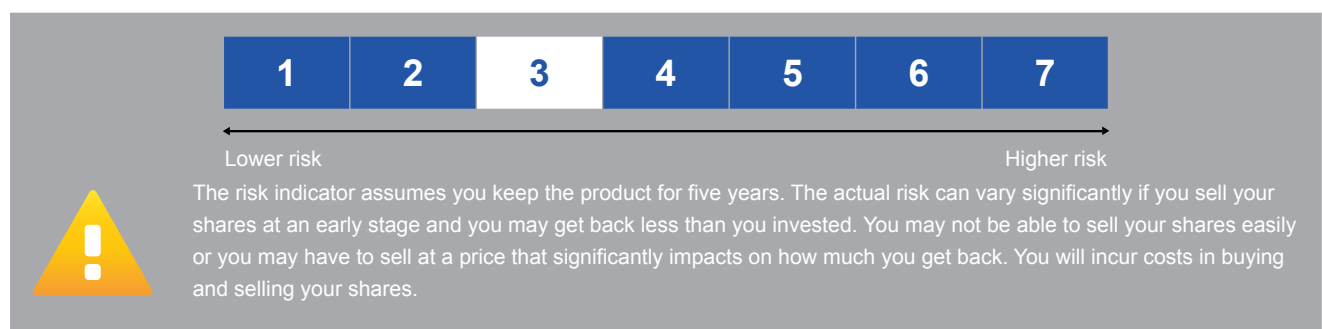 1 2 3 4 5 6 7
Lower risk Higher risk
The risk indicator assumes you keep the product for five years. The actual risk can vary significantly if you sell your
shares at an early stage and you may get back less than you invested. You may not be able to sell your shares easily
or you may have to sell at a price that significantly impacts on how much you get back. You will incur costs in buying
and selling your shares.